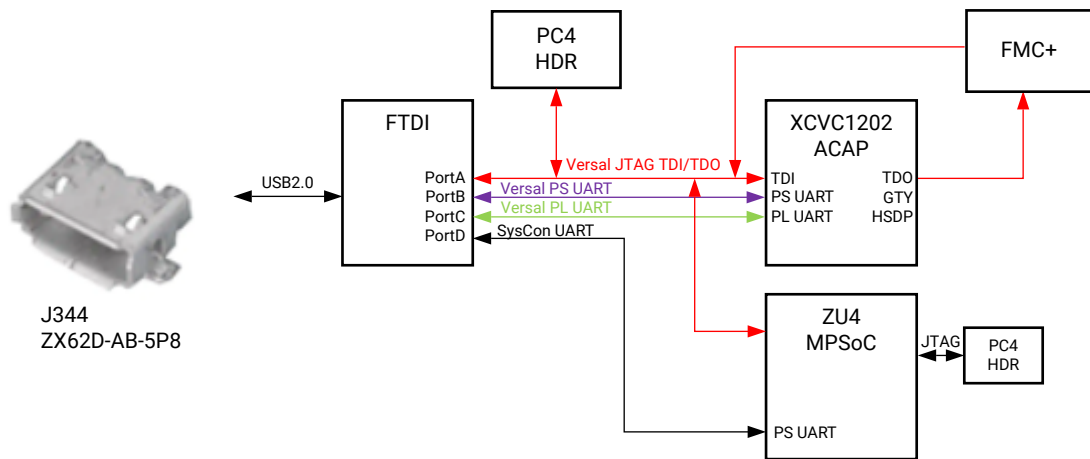 PC4
HDR
FMC+
FTDI
XCVC1202
ACAP
Versal JTAG TDI/TDO
PortA
TDI
TDO
USB2.0
Versal PS UART
PortB
PS UART
GTY
Versal PL UART
PortC
PL UART
HSDP
PortD
SysCon UART
J344
ZX62D-AB-5P8
ZU4
MPSoC
JTAG
PC4
HDR
PS UART